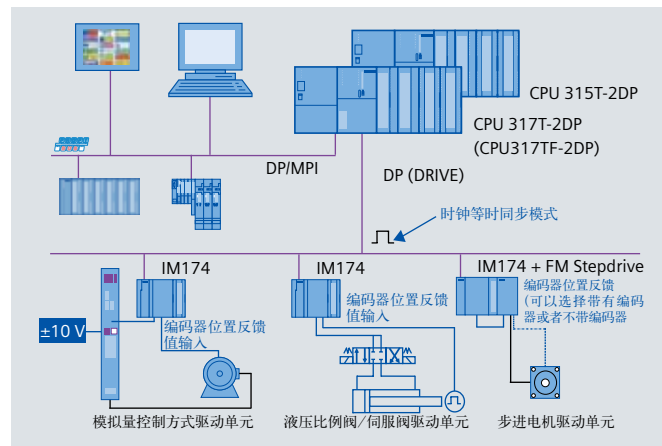 CPU 315T-2DP
CPU 317T-2DP
(CPU317TF-2DP)
DP/MPI
DP (DRIVE)
时钟等时同步模式
IM174
IM174
IM174 + FM Stepdrive
编码器位置反馈
(可以选择带有编码
器或者不带编码器
编码器位置反馈
值输入
编码器位置反馈
值输入
±10 V
模拟量控制方式驱动单元
液压比例阀/伺服阀驱动单元
步进电机驱动单元